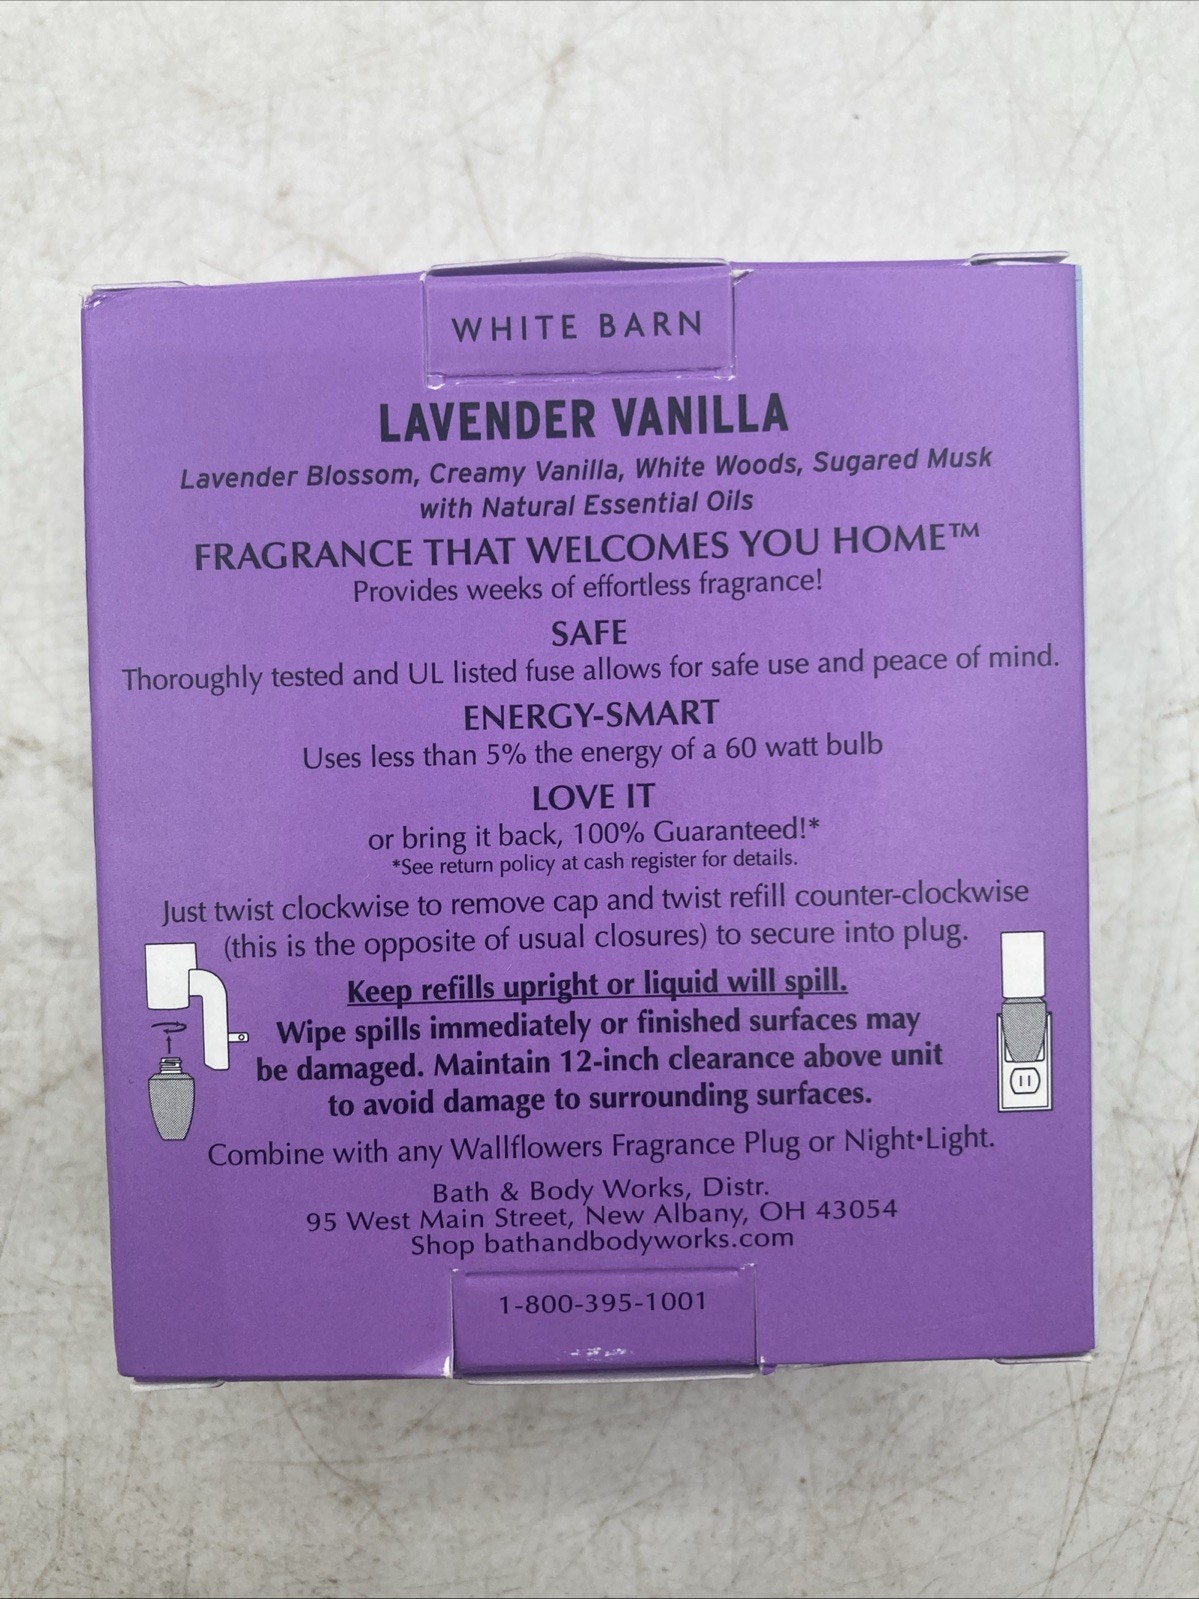 WHITE BARN
LAVENDER VANILLA
Lavender Blossom, Creamy Vanilla, White Woods, Sugared Musk
with Natural Essential Oils
FRAGRANCE THAT WELCOMES YOU HOME™
Provides weeks of effortless fragrance!
SAFE
Thoroughly tested and UL listed fuse allows for safe use and peace of mind.
ENERGY-SMART
Uses less than 5% the energy of a 60 watt bulb
LOVE IT
or bring it back, 100% Guaranteed!*
*See return policy at cash register for details.
Just twist clockwise to remove cap and twist refill counter-clockwise
(this is the opposite of usual closures) to secure into plug.
Keep refills upright or liquid will spill.
Wipe spills immediately or finished surfaces may
be damaged. Maintain 12-inch clearance above unit
to avoid damage to surrounding surfaces.
Combine with any Wallflowers Fragrance Plug or Night•Light.
Bath & Body Works, Distr.
95 West Main Street, New Albany, OH 43054
Shop bathandbodyworks.com
1-800-395-1001